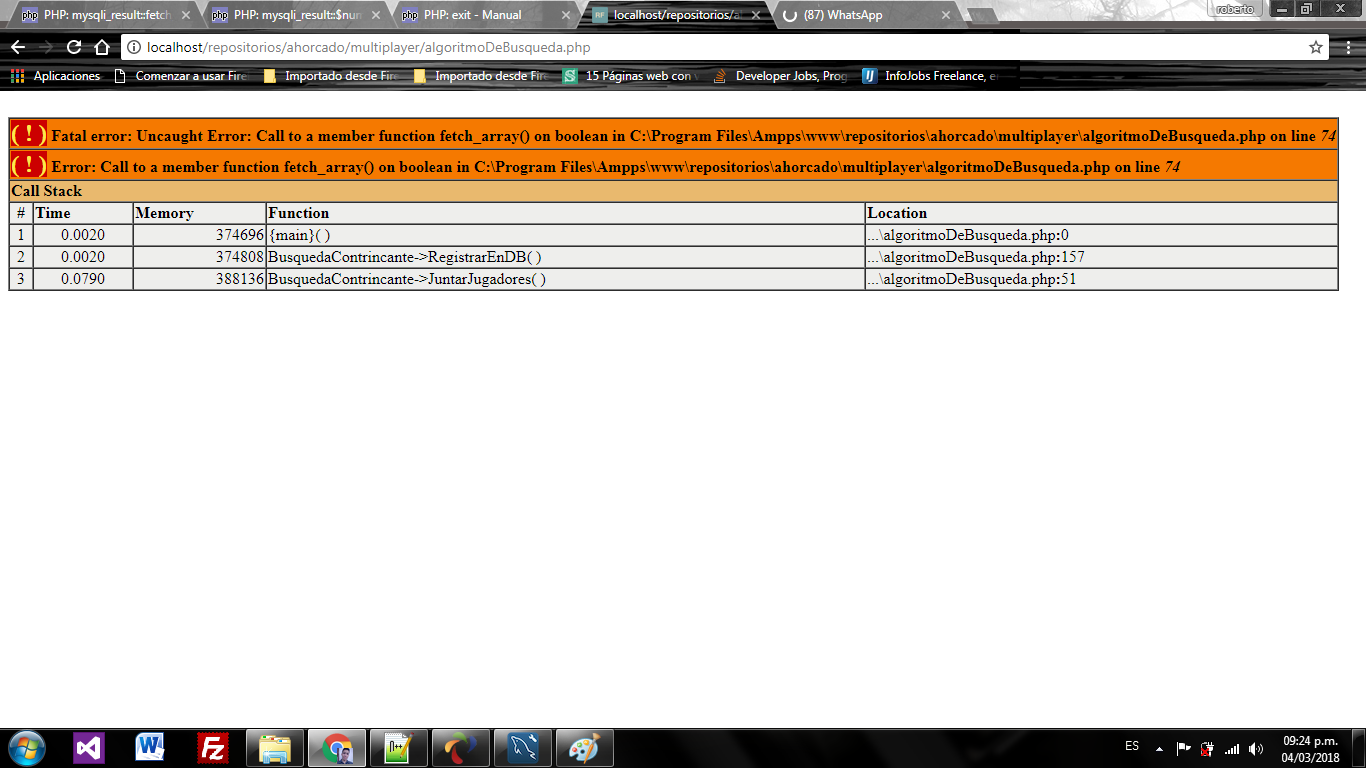 PHP: mysqli_result::fetch
PHP: mysqli_result::$num
PHP: exit - Manual
localhost/repositorios/a
(87) WhatsApp
roberto
localhost/repositorios/ahorcado/multiplayer/algoritmoDeBusqueda.php
Aplicaciones
Comenzar a usar Fire
Importado desde Fire
Importado desde Fire
15 Páginas web con
Developer Jobs, Prog
InfoJobs Freelance, e
( ! ) Fatal error: Uncaught Error: Call to a member function fetch_array() on boolean in C:\Program Files\Ampps\www\repositorios\ahorcado\multiplayer\algoritmoDeBusqueda.php on line 74
( ! ) Error: Call to a member function fetch_array() on boolean in C:\Program Files\Ampps\www\repositorios\ahorcado\multiplayer\algoritmoDeBusqueda.php on line 74
Call Stack
# Time Memory Function Location
1 0.0020 374696 {main}( ) ...\algoritmoDeBusqueda.php:0
2 0.0020 374808 BusquedaContrincante->RegistrarEnDB( ) ...\algoritmoDeBusqueda.php:157
3 0.0790 388136 BusquedaContrincante->JuntarJugadores( ) ...\algoritmoDeBusqueda.php:51
ES
09:24 p.m.
04/03/2018